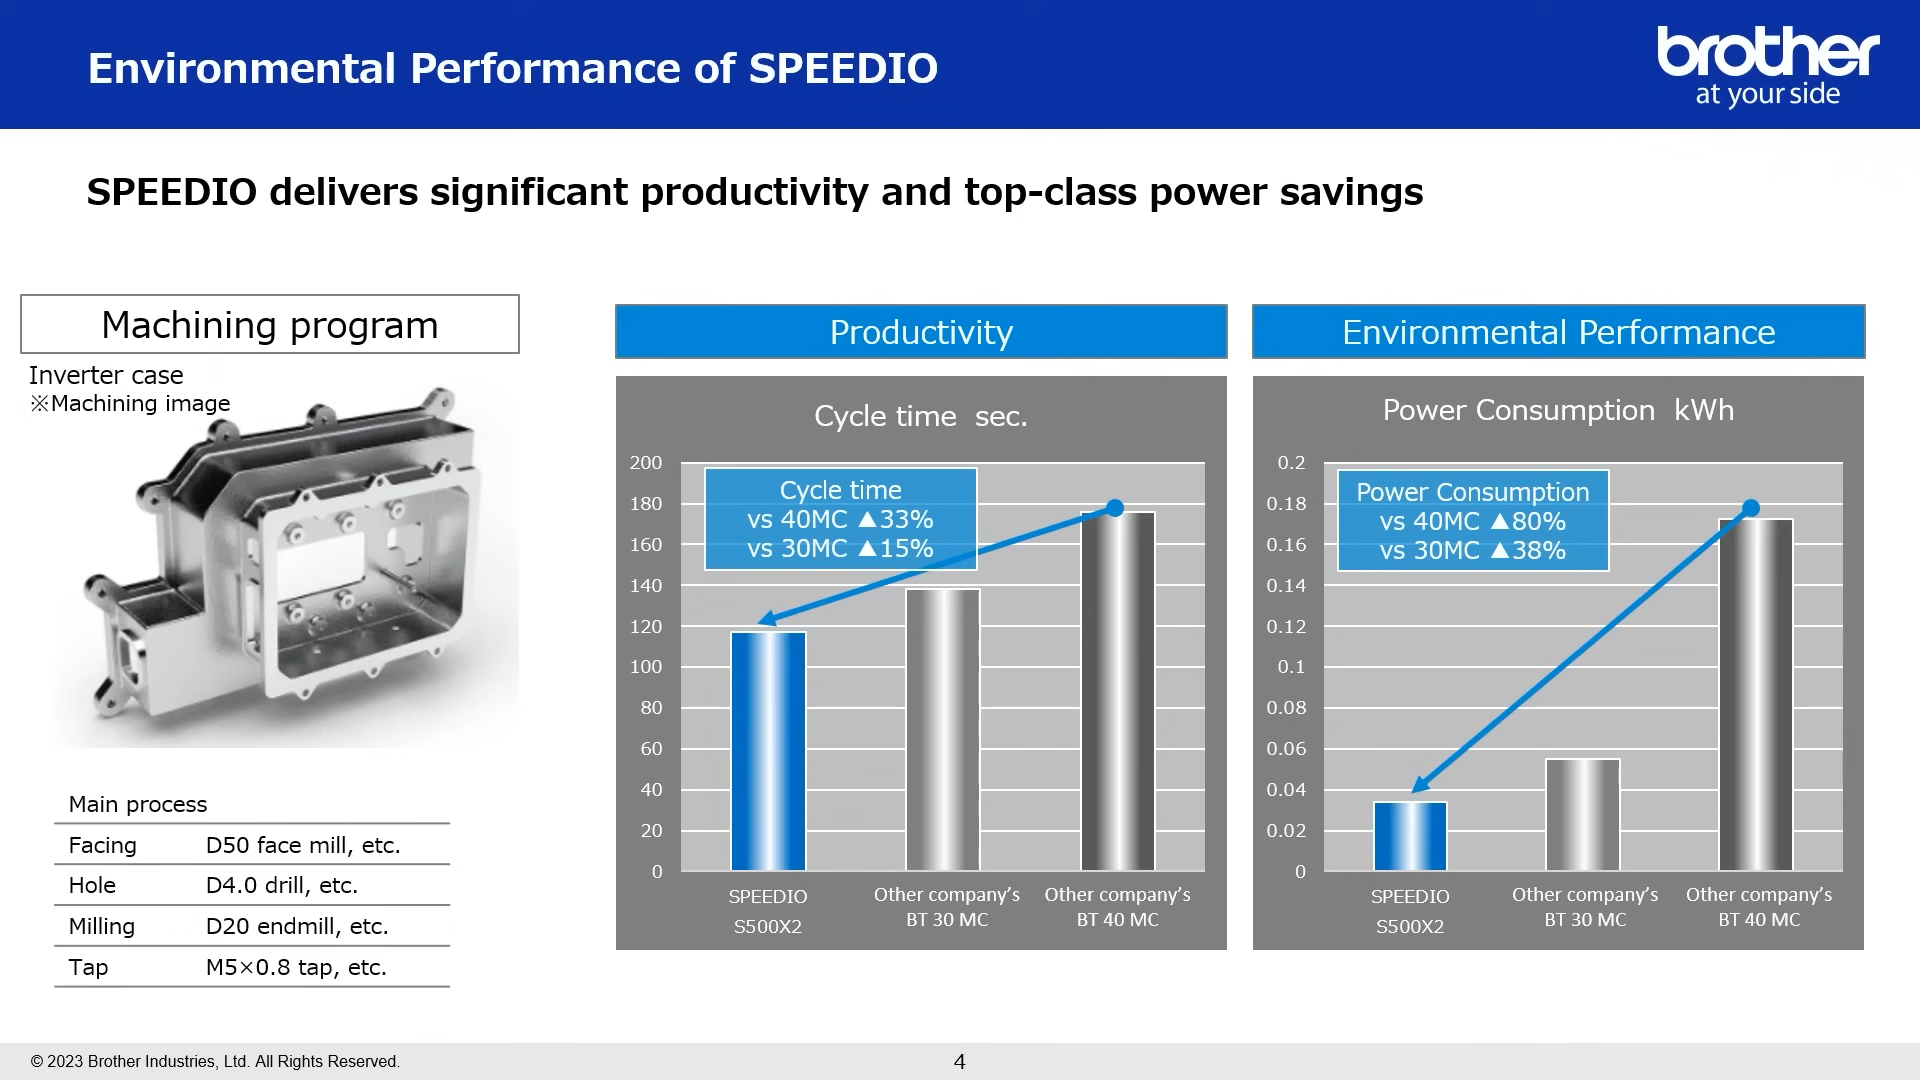 Environmental Performance of SPEEDIO
brother
at your side
SPEEDIO delivers significant productivity and top-class power savings
Machining program
Inverter case
※Machining image
Main process
Facing D50 face mill, etc.
Hole D4.0 drill, etc.
Milling D20 endmill, etc.
Tap M5×0.8 tap, etc.
Productivity
Cycle time sec.
200
180
160
140
120
100
80
60
40
20
0
Cycle time
vs 40MC ▲33%
vs 30MC ▲15%
SPEEDIO
S500X2
Other company’s
BT 30 MC
Other company’s
BT 40 MC
Environmental Performance
Power Consumption kWh
0.2
0.18
0.16
0.14
0.12
0.1
0.08
0.06
0.04
0.02
0
Power Consumption
vs 40MC ▲80%
vs 30MC ▲38%
SPEEDIO
S500X2
Other company’s
BT 30 MC
Other company’s
BT 40 MC
© 2023 Brother Industries, Ltd. All Rights Reserved.
4